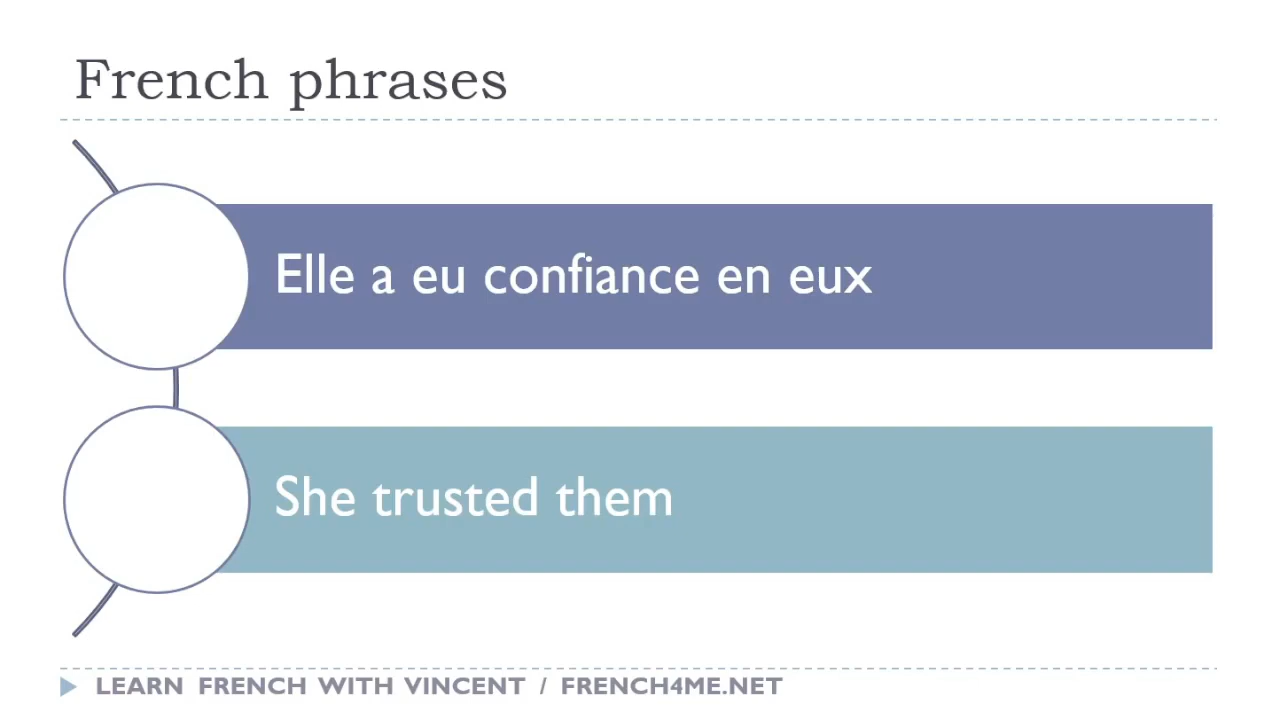 French phrases
Elle a eu confiance en eux
She trusted them
LEARN FRENCH WITH VINCENT / FRENCH4ME.NET